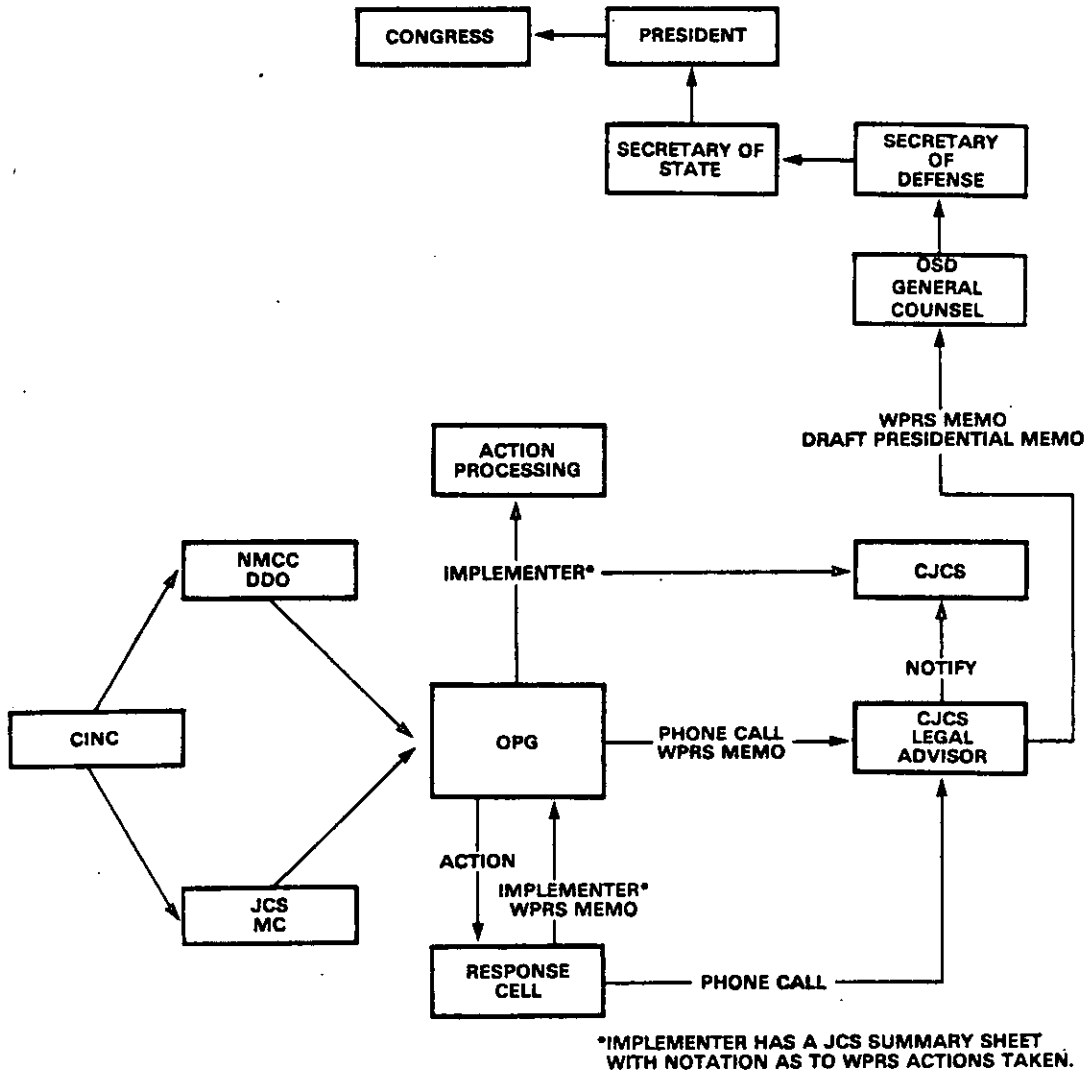 CONGRESS
PRESIDENT
SECRETARY OF
STATE
SECRETARY
OF
DEFENSE
OSD
GENERAL
COUNSEL
WPRS MEMO
DRAFT PRESIDENTIAL MEMO
ACTION
PROCESSING
NMCC
DDO
IMPLEMENTER*
CJCS
NOTIFY
CINC
OPG
PHONE CALL
WPRS MEMO
CJCS
LEGAL
ADVISOR
ACTION
IMPLEMENTER*
WPRS MEMO
JCS
MC
RESPONSE
CELL
PHONE CALL
*IMPLEMENTER HAS A JCS SUMMARY SHEET
WITH NOTATION AS TO WPRS ACTIONS TAKEN.